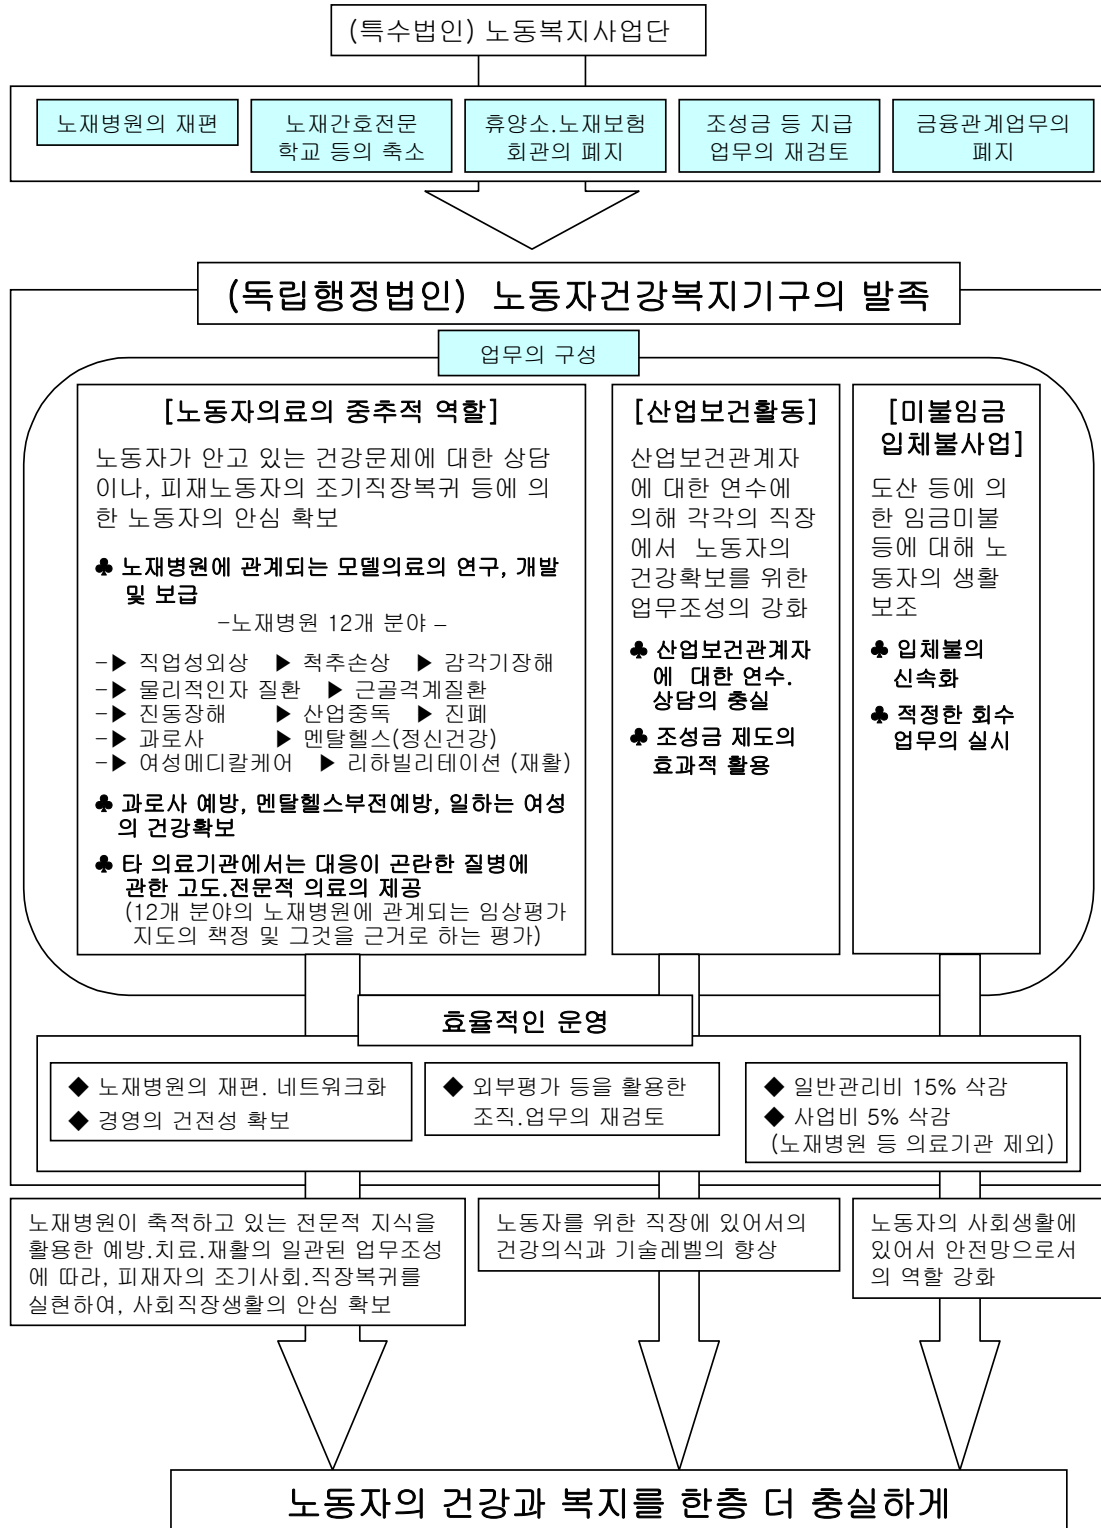 (특수법인) 노동복지사업단
노재병원의 재편
노재간호전문
학교 등의 축소
휴양소.노재보험
회관의 폐지
조성금 등 지급
업무의 재검토
금융관계업무의
폐지
(독립행정법인) 노동자건강복지기구의 발족
업무의 구성
[노동자의료의 중추적 역할]
노동자가 안고 있는 건강문제에 대한 상담
이나, 피재노동자의 조기직장복귀 등에 의
한 노동자의 안심 확보
♣ 노재병원에 관계되는 모델의료의 연구, 개발
및 보급
-노재병원 12개 분야 –
-▶ 직업성외상 ▶ 척추손상 ▶ 감각기장해
-▶ 물리적인자 질환 ▶ 근골격계질환
-▶ 진동장해 ▶ 산업중독 ▶ 진폐
-▶ 과로사 ▶ 멘탈헬스(정신건강)
-▶ 여성메디칼케어 ▶ 리하빌리테이션 (재활)
♣ 과로사 예방, 멘탈헬스부전예방, 일하는 여성
의 건강확보
♣ 타 의료기관에서는 대응이 곤란한 질병에
관한 고도.전문적 의료의 제공
(12개 분야의 노재병원에 관계되는 임상평가
지도의 책정 및 그것을 근거로 하는 평가)
[산업보건활동]
산업보건관계자
에 대한 연수에
의해 각각의 직장
에서 노동자의
건강확보를 위한
업무조성의 강화
♣ 산업보건관계자
에 대한 연수.
상담의 충실
♣ 조성금 제도의
효과적 활용
[미불임금
입체불사업]
도산 등에 의
한 임금미불
등에 대해 노
동자의 생활
보조
♣ 입체불의
신속화
♣ 적정한 회수
업무의 실시
효율적인 운영
◆ 노재병원의 재편. 네트워크화
◆ 경영의 건전성 확보
◆ 외부평가 등을 활용한
조직.업무의 재검토
◆ 일반관리비 15% 삭감
◆ 사업비 5% 삭감
(노재병원 등 의료기관 제외)
노재병원이 축적하고 있는 전문적 지식을
활용한 예방.치료.재활의 일관된 업무조성
에 따라, 피재자의 조기사회.직장복귀를
실현하여, 사회직장생활의 안심 확보
노동자를 위한 직장에 있어서의
건강의식과 기술레벨의 향상
노동자의 사회생활에
있어서 안전망으로서
의 역할 강화
노동자의 건강과 복지를 한층 더 충실하게